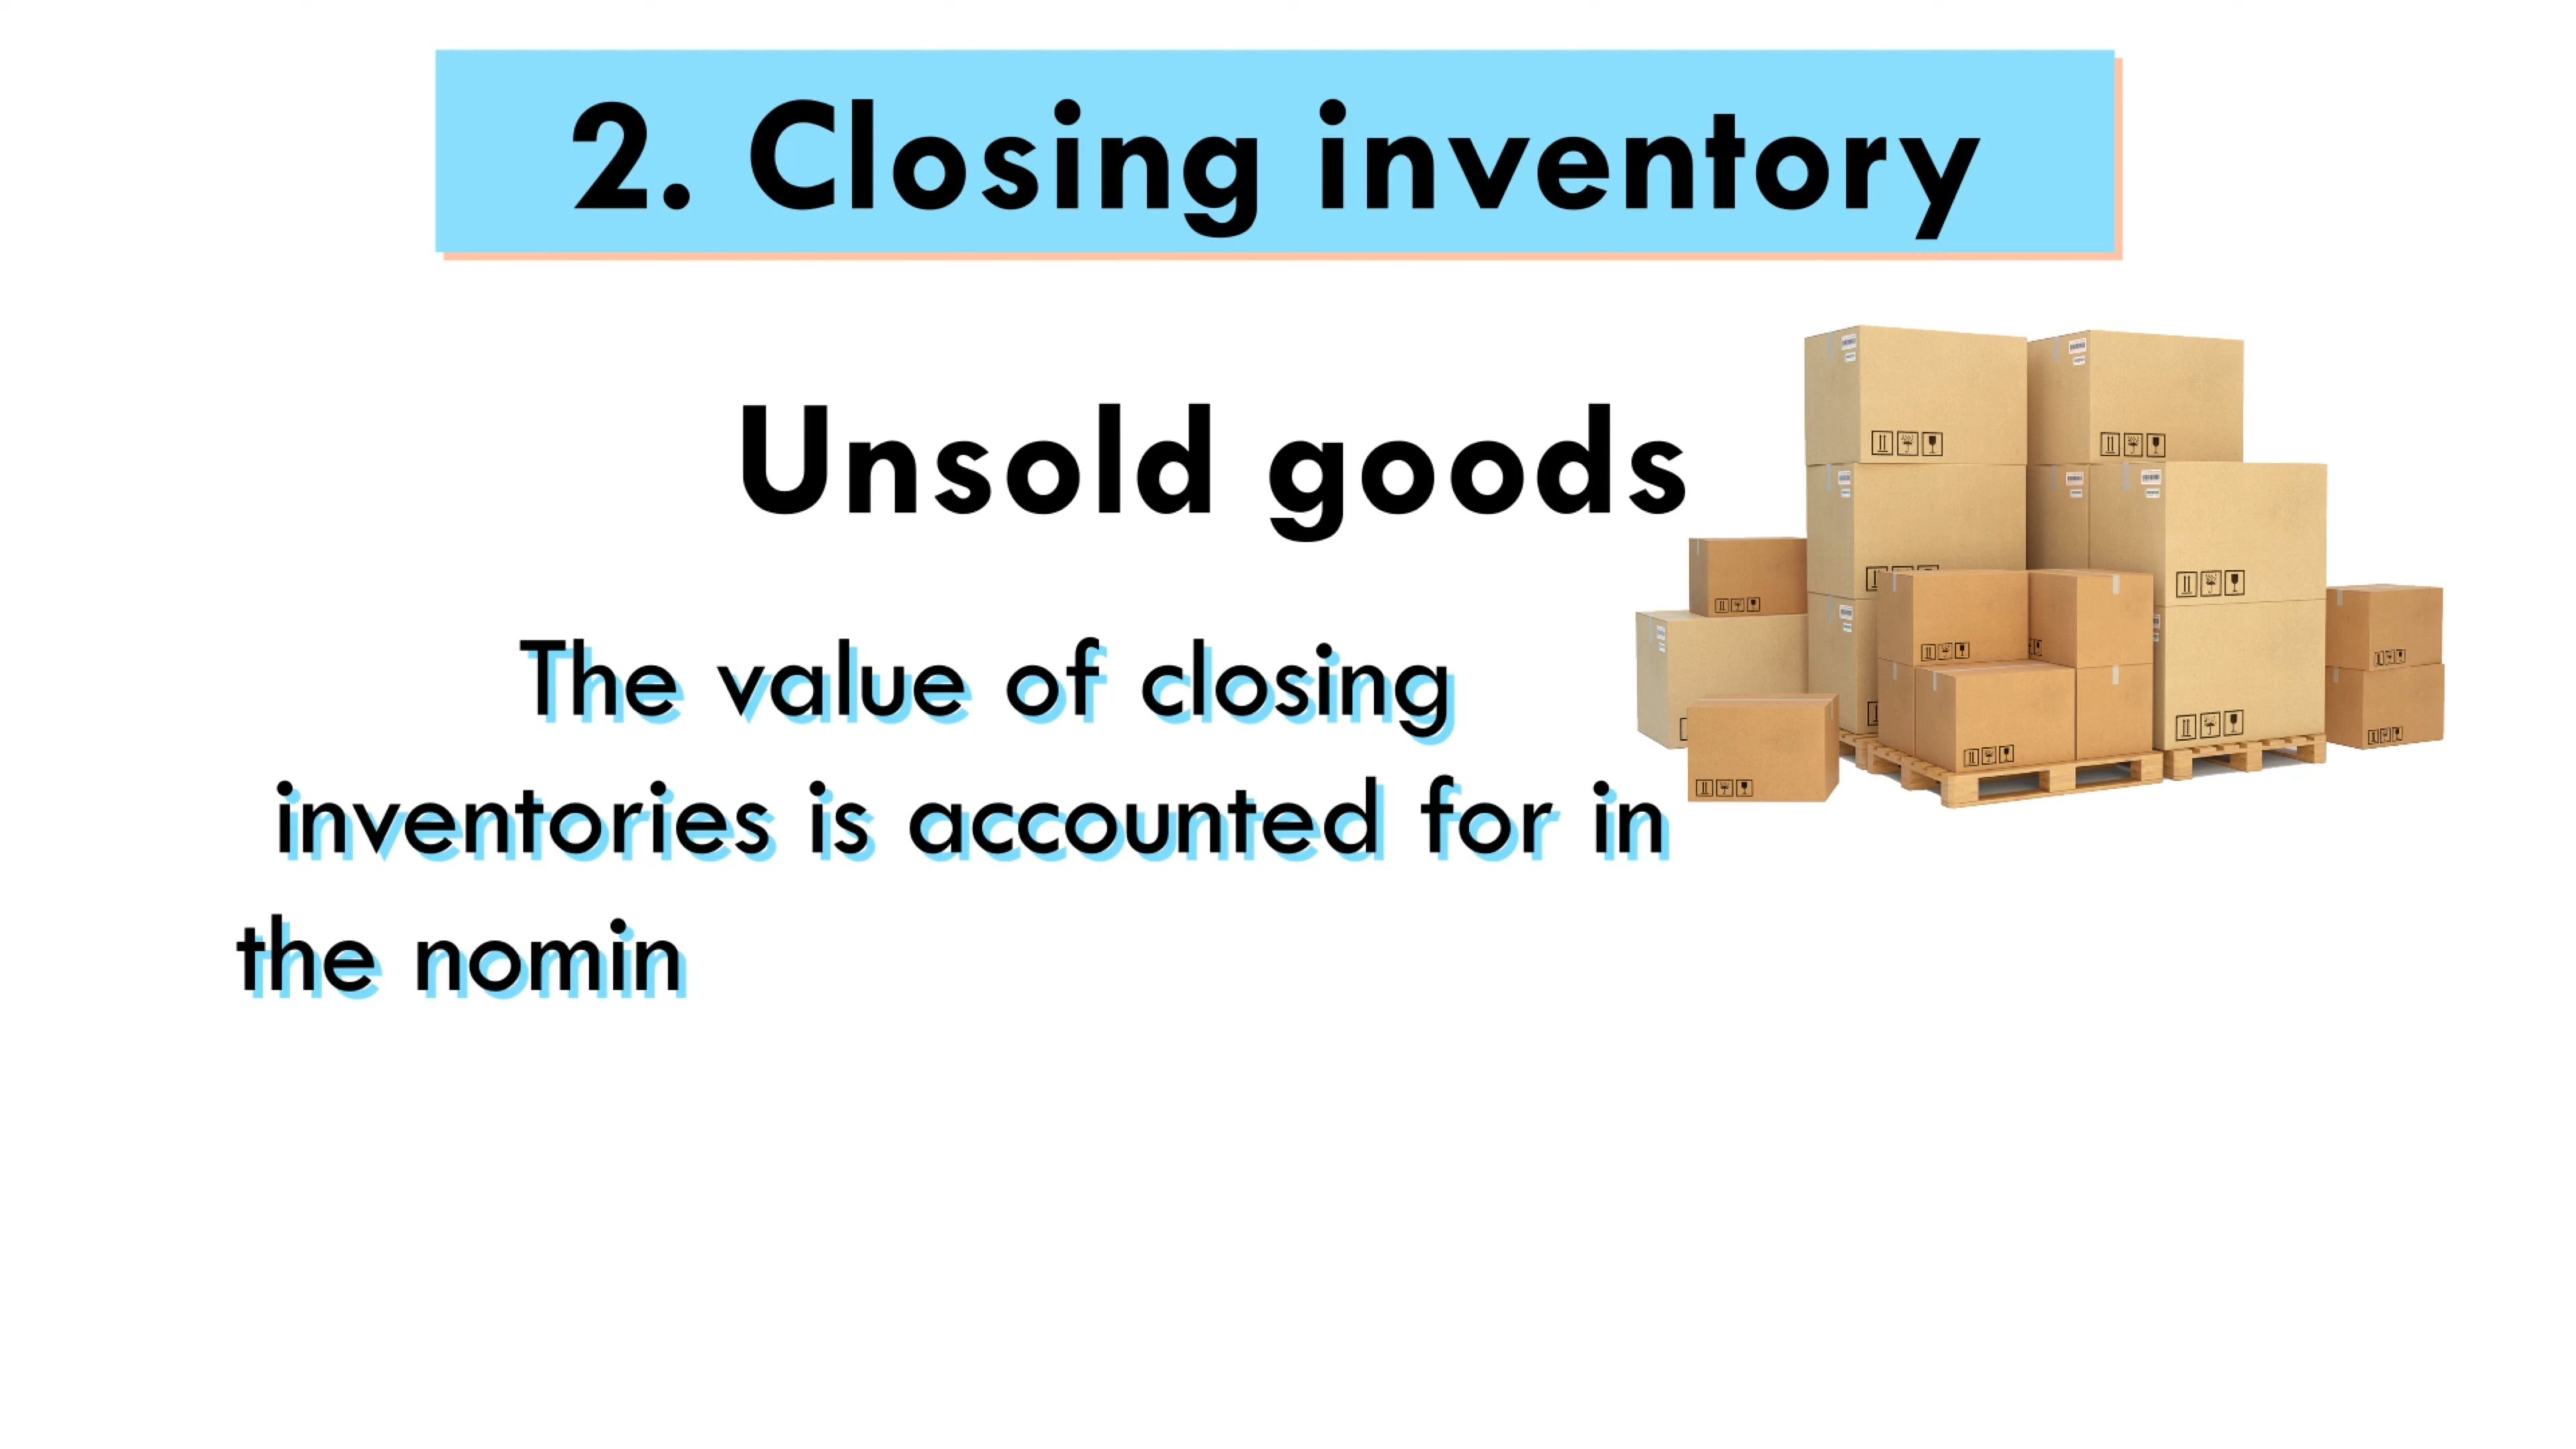 2. Closing inventory
Unsold goods
The value of closing
inventories is accounted for in
the nomin